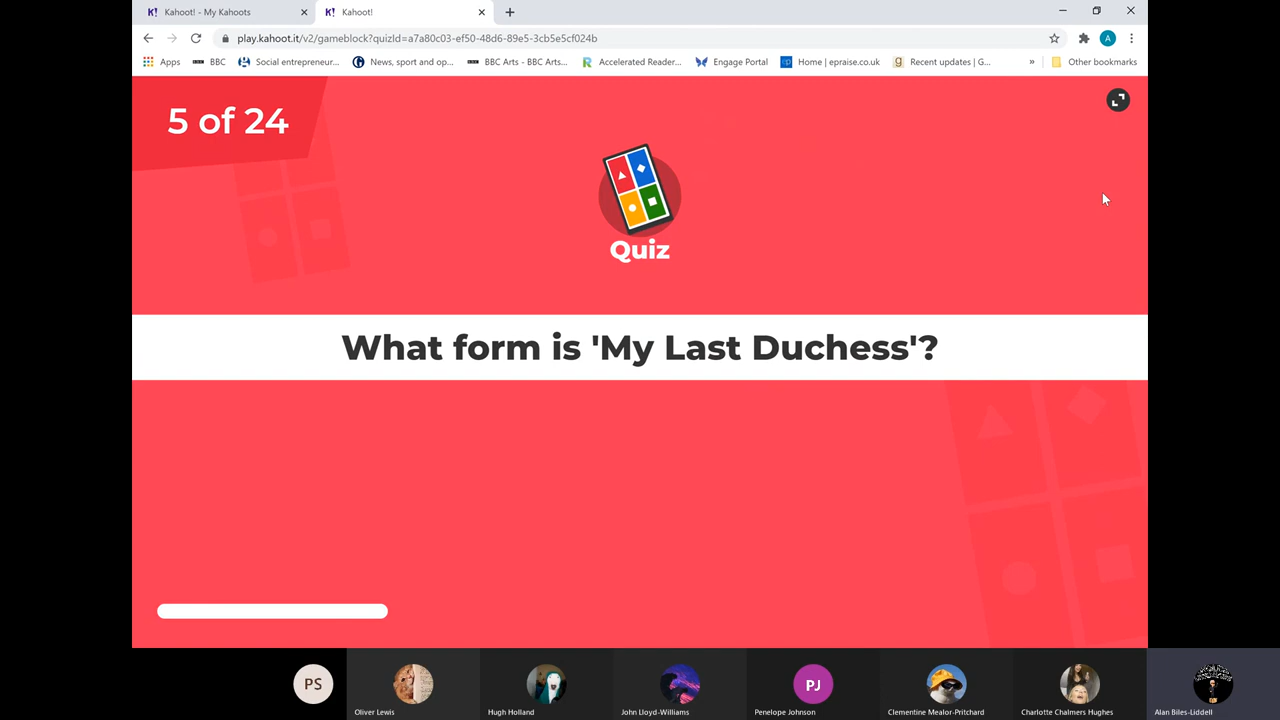 Kahoot! - My Kahoots
Kahoot!
play.kahoot.it/v2/gameblock?quizId=a7a80c03-ef50-48d6-89e5-3cb5e5cf024b
A
Apps
BBC
Social entrepreneur...
News, sport and op...
BBC Arts - BBC Arts...
Accelerated Reader...
Engage Portal
Home | epraise.co.uk
Recent updates | G...
»
Other bookmarks
5 of 24
Quiz
What form is 'My Last Duchess'?
PS
PJ
Oliver Lewis
Hugh Holland
John Lloyd-Williams
Penelope Johnson
Clementine Mealor-Pritchard
Charlotte Chalmers Hughes
Alan Biles-Liddell